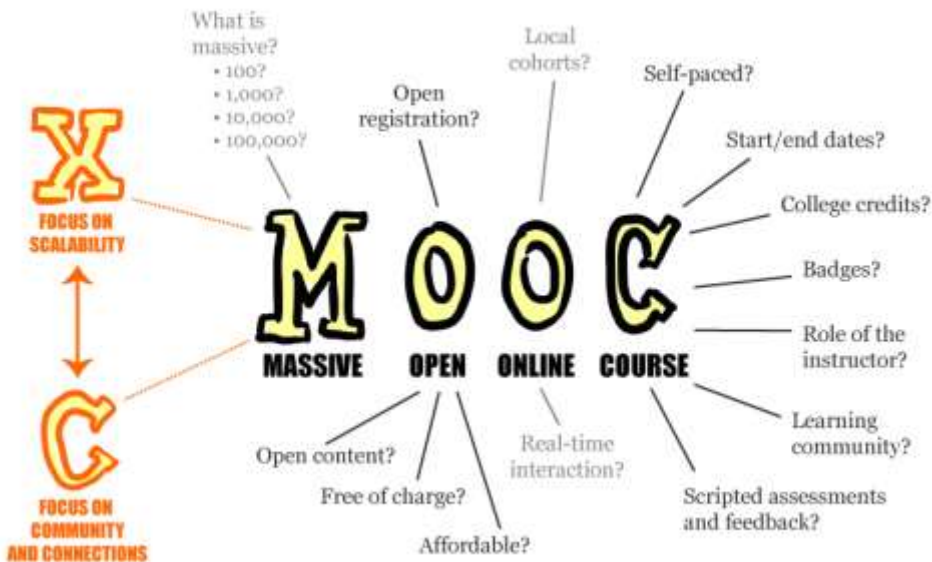 What is
massive?
• 100?
• 1,000?
• 10,000?
• 100,000?
Local
cohorts?
Self-paced?
Open
registration?
Start/end dates?
College credits?
Badges?
Role of the
instructor?
Learning
community?
Scripted assessments
and feedback?
X
FOCUS ON
SCALABILITY
C
FOCUS ON
COMMUNITY
AND CONNECTIONS
MOOC
MASSIVE OPEN ONLINE COURSE
Open content?
Free of charge?
Affordable?
Real-time
interaction?